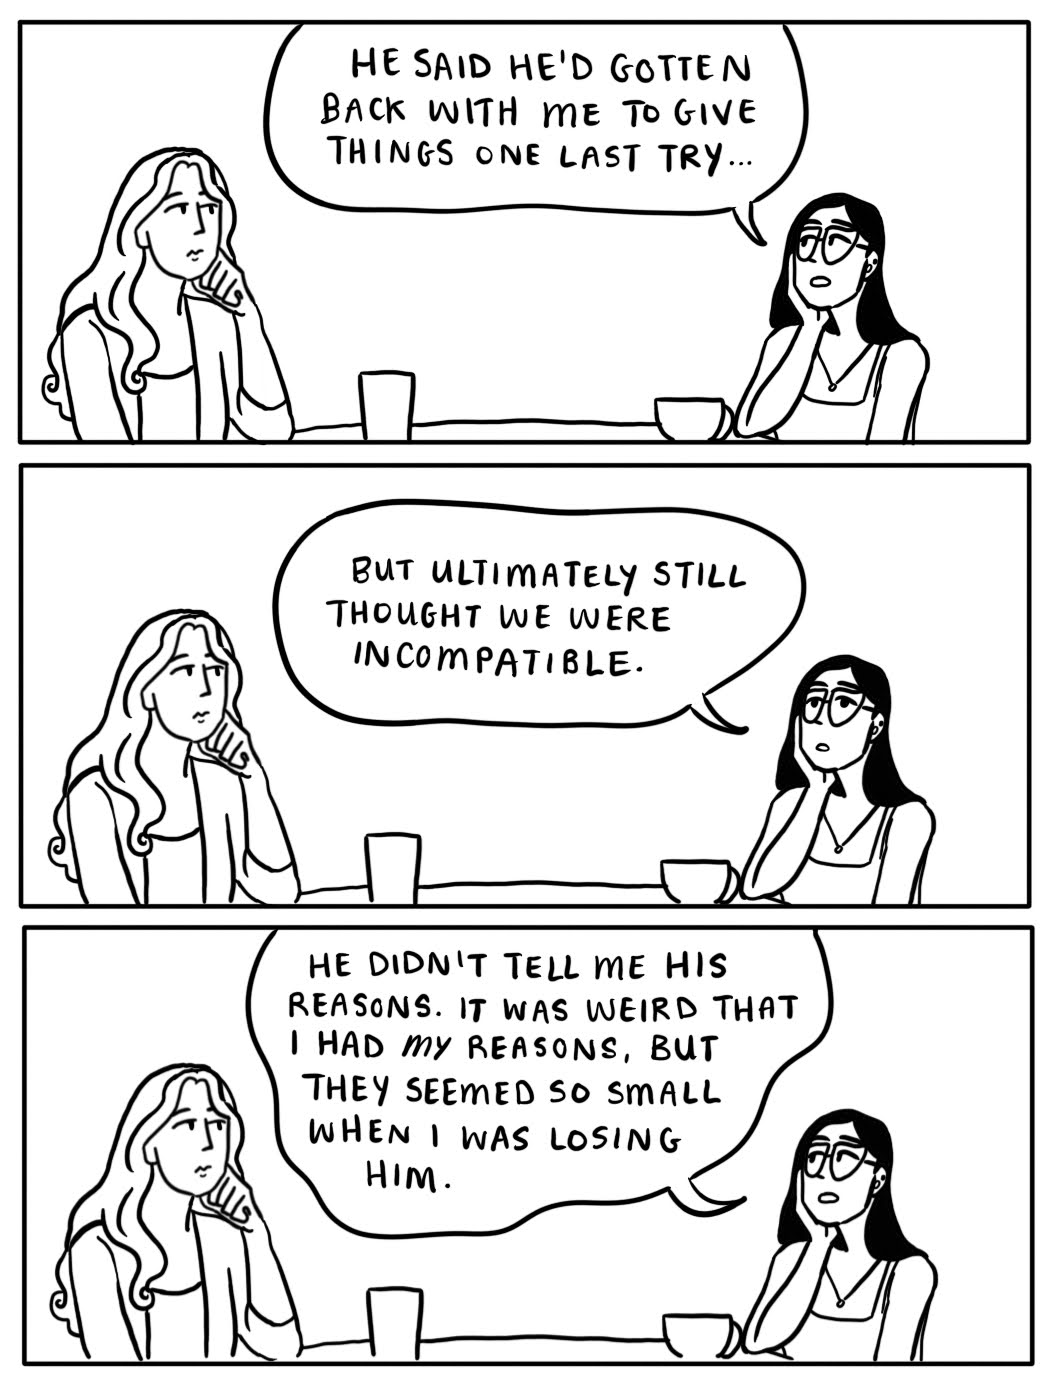 HE SAID HE'D GOTTEN
BACK WITH ME TO GIVE
THINGS ONE LAST TRY...
BUT ULTIMATELY STILL
THOUGHT WE WERE
INCOMPATIBLE.
HE DIDN'T TELL ME HIS
REASONS. IT WAS WEIRD THAT
I HAD MY REASONS, BUT
THEY SEEMED SO SMALL
WHEN I WAS LOSING
HIM.